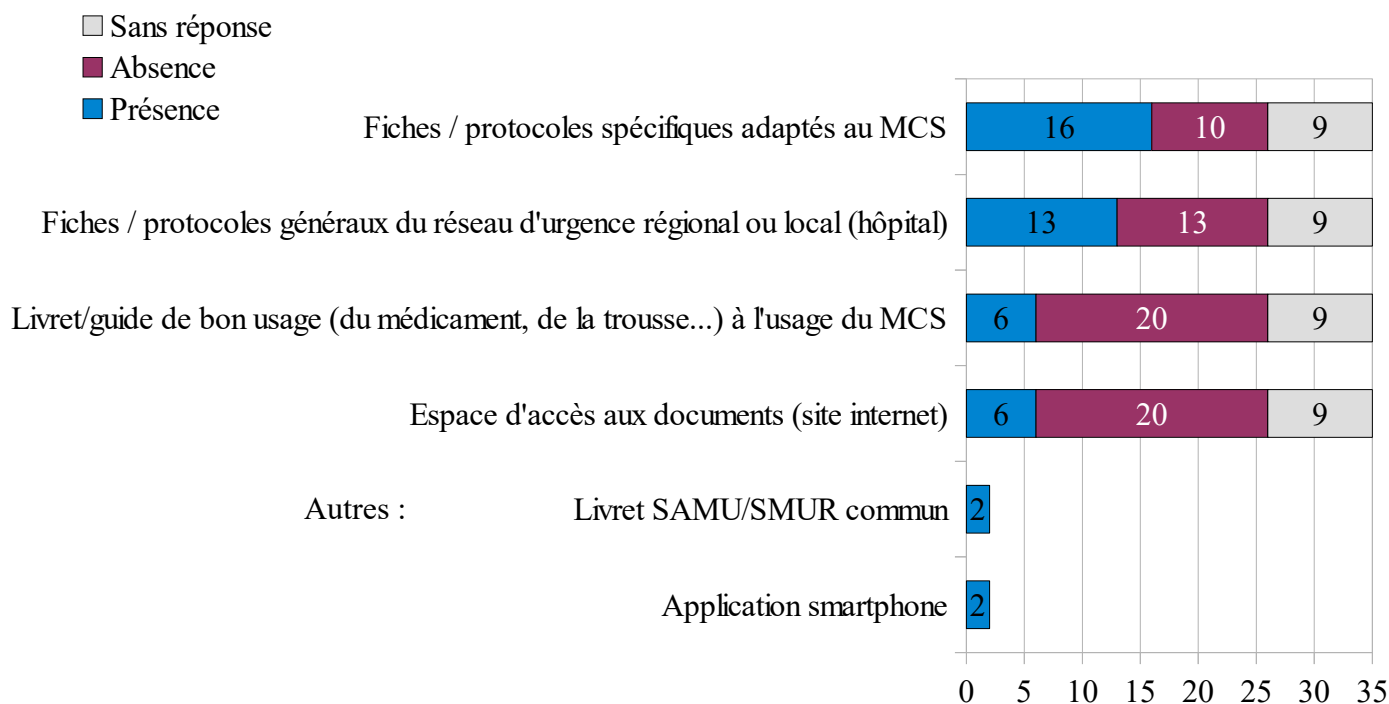 Sans réponse
Absence
Présence
Fiches / protocoles spécifiques adaptés au MCS 16 10 9
Fiches / protocoles généraux du réseau d'urgence régional ou local (hôpital) 13 13 9
Livret/guide de bon usage (du médicament, de la trousse...) à l'usage du MCS 6 20 9
Espace d'accès aux documents (site internet) 6 20 9
Autres : Livret SAMU/SMUR commun 2
Application smartphone 2
0 5 10 15 20 25 30 35